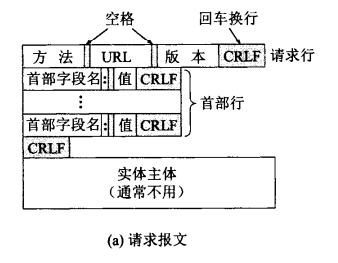 空格 回车换行
方 法 URL 版 本 CRLF 请求行
首部字段名: 值 CRLF
⋮ 首部行
首部字段名: 值 CRLF
CRLF
实体主体
(通常不用)
(a) 请求报文